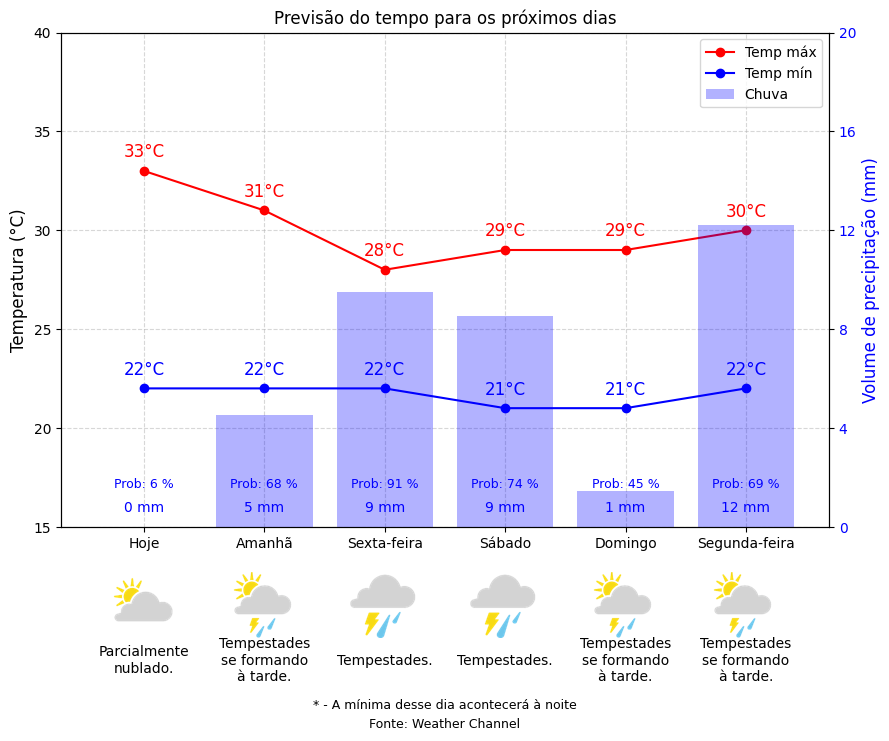 Previsão do tempo para os próximos dias
40
35
30
25
20
15
Temperatura (°C)
20
16
12
8
4
0
Volume de precipitação (mm)
Temp máx
Temp mín
Chuva
33°C
31°C
28°C
29°C
29°C
30°C
22°C
22°C
22°C
21°C
21°C
22°C
Prob: 6 %
Prob: 68 %
Prob: 91 %
Prob: 74 %
Prob: 45 %
Prob: 69 %
0 mm
5 mm
9 mm
9 mm
1 mm
12 mm
Hoje
Amanhã
Sexta-feira
Sábado
Domingo
Segunda-feira
Parcialmente
nublado.
Tempestades
se formando
à tarde.
Tempestades.
Tempestades.
Tempestades
se formando
à tarde.
Tempestades
se formando
à tarde.
* - A mínima desse dia acontecerá à noite
Fonte: Weather Channel